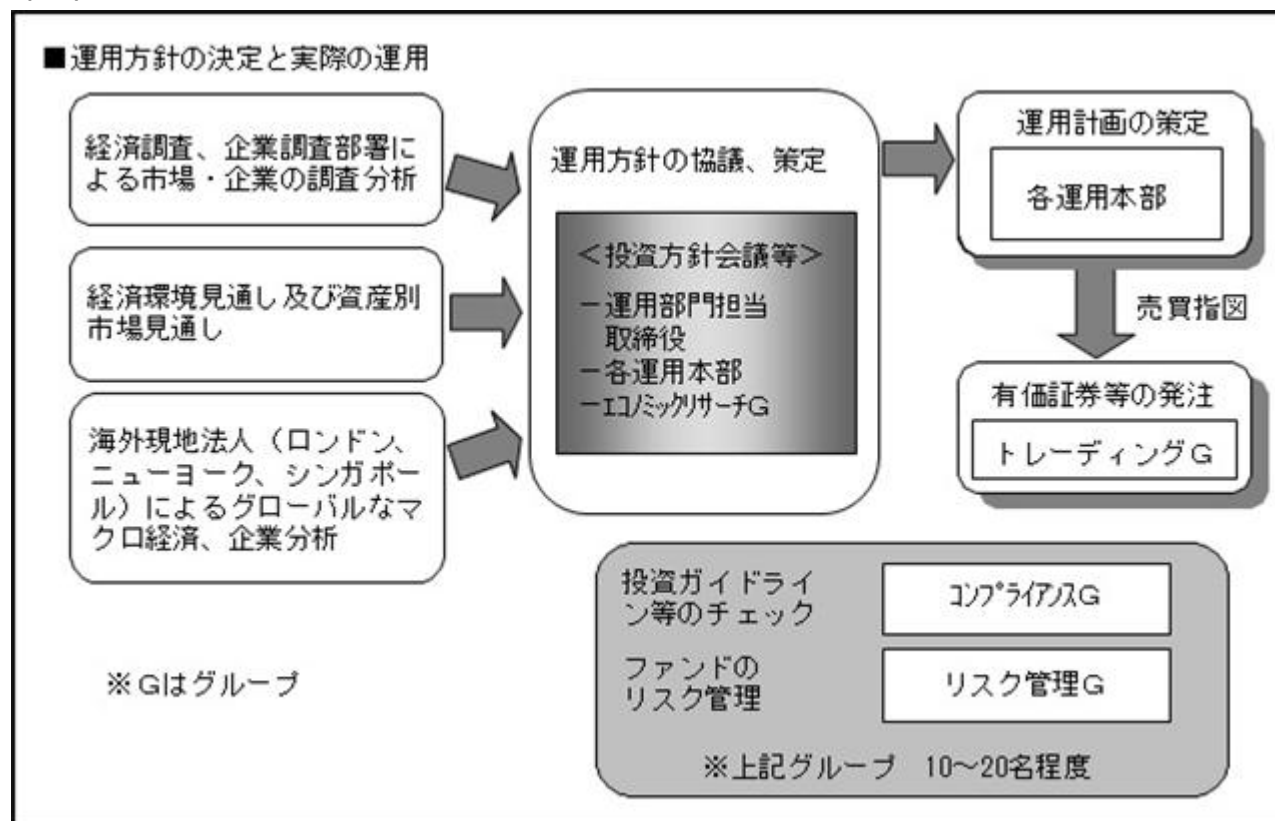 ■運用方針の決定と実際の運用
経済調査、企業調査部署に
よる市場・企業の調査分析
経済環境見通し及び資産別
市場見通し
海外現地法人（ロンドン、
ニューヨーク、シンガポー
ル）によるグローバルなマ
クロ経済、企業分析
※Gはグループ
運用方針の協議、策定
＜投資方針会議等＞
－運用部門担当
取締役
－各運用本部
－ｴｺﾉﾐｯｸﾘｻｰﾁG
運用計画の策定
各運用本部
売買指図
有価証券等の発注
トレーディングG
投資ガイドライ
ン等のチェック
ｺﾝﾌﾟﾗｲｱﾝｽG
ファンドの
リスク管理
リスク管理G
※上記グループ　10～20名程度